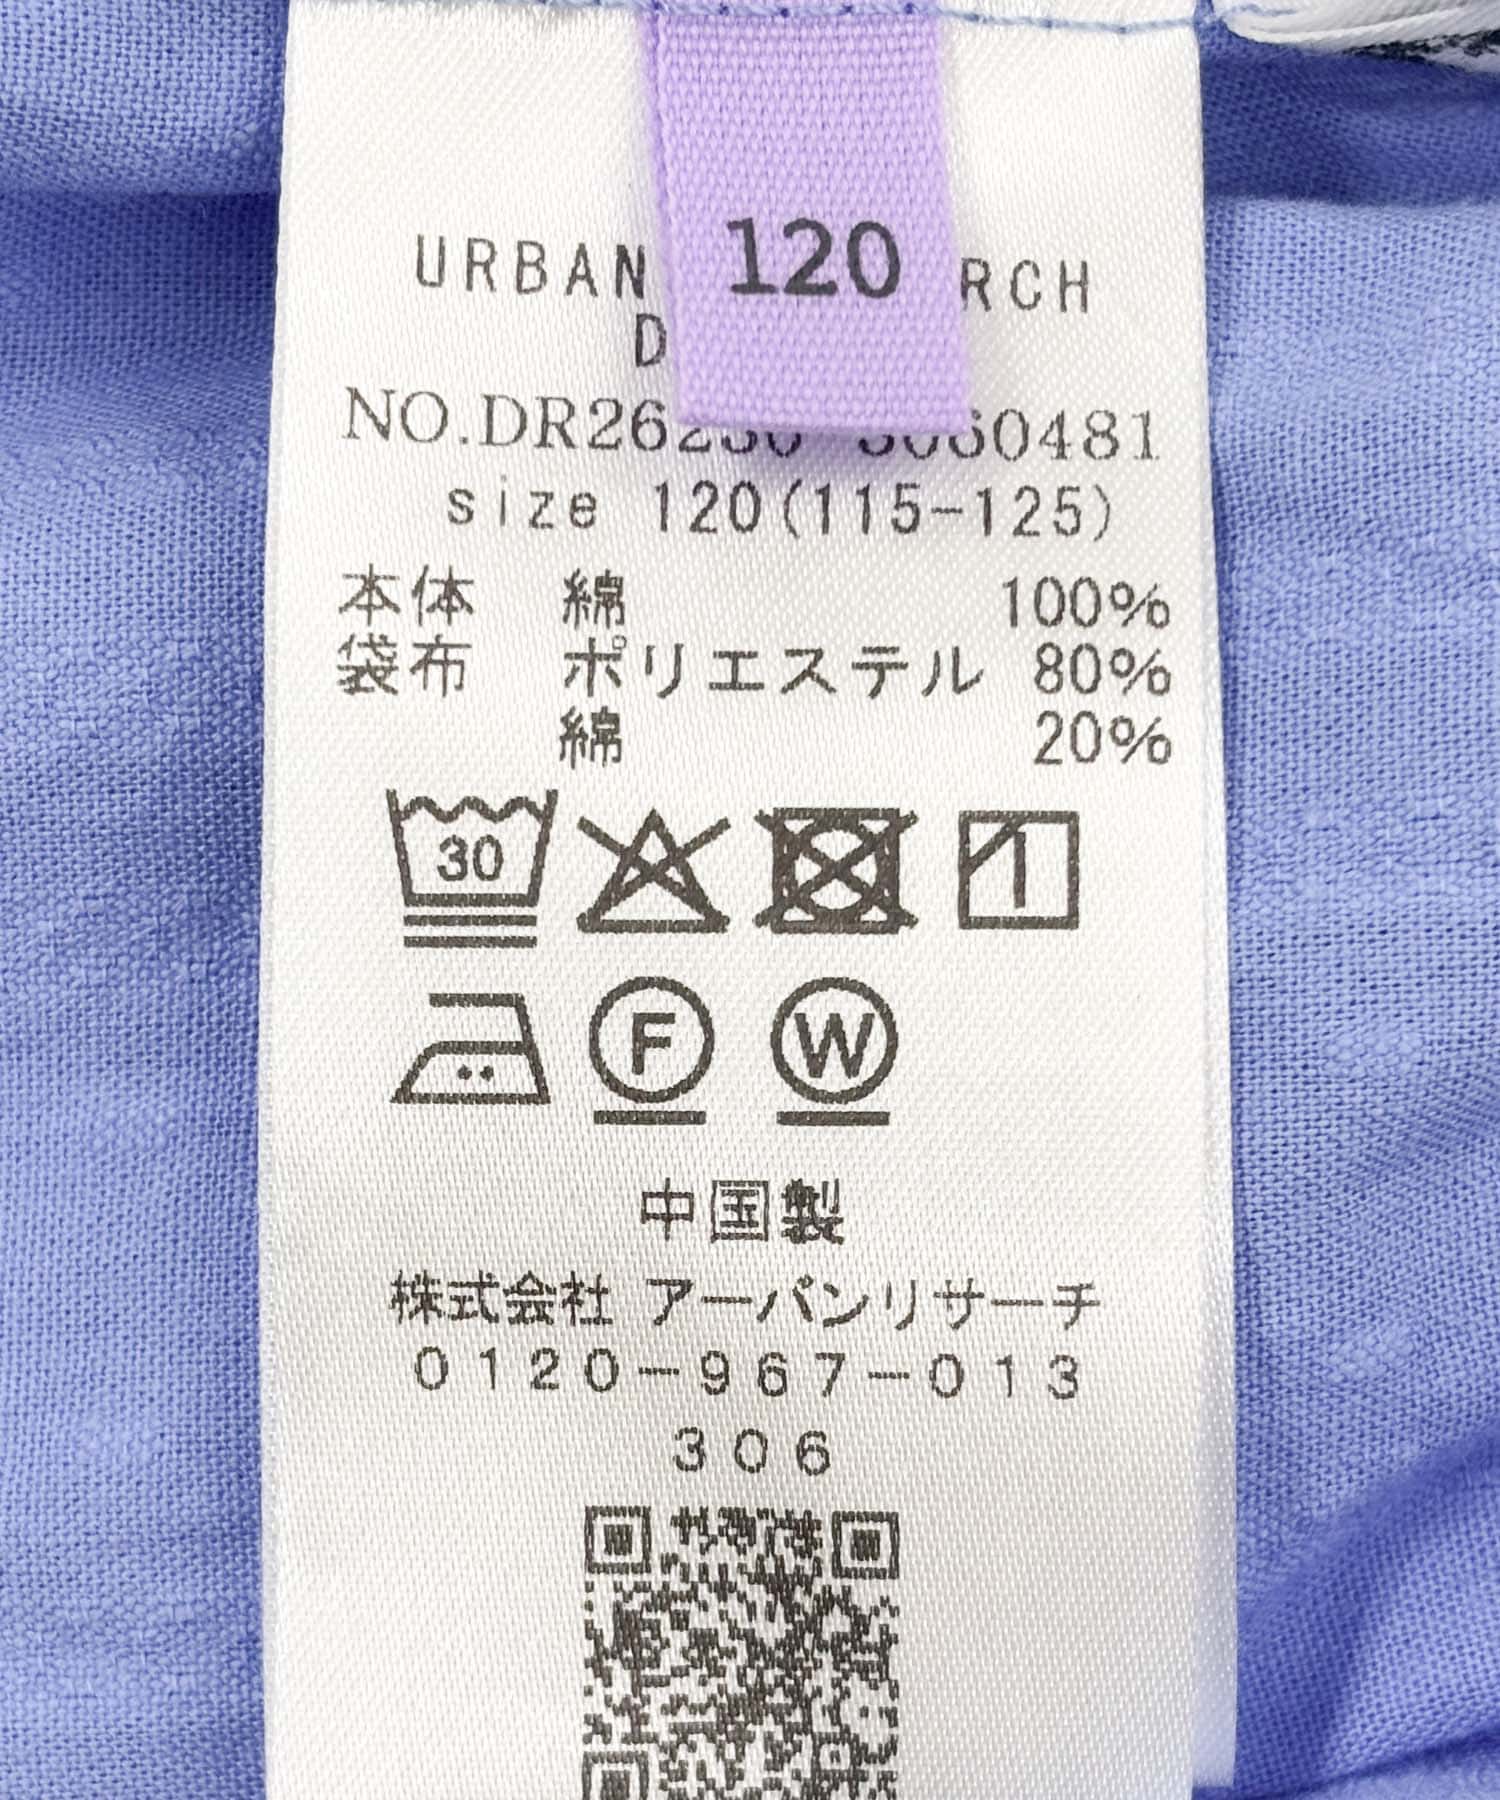 120
URBAN RCH
D
size 120(115-125)
本体 綿 100%
袋布 ポリエステル 80%
綿 20%
30
F W
中国製
株式会社 アーバンリサーチ
0120-967-013
306